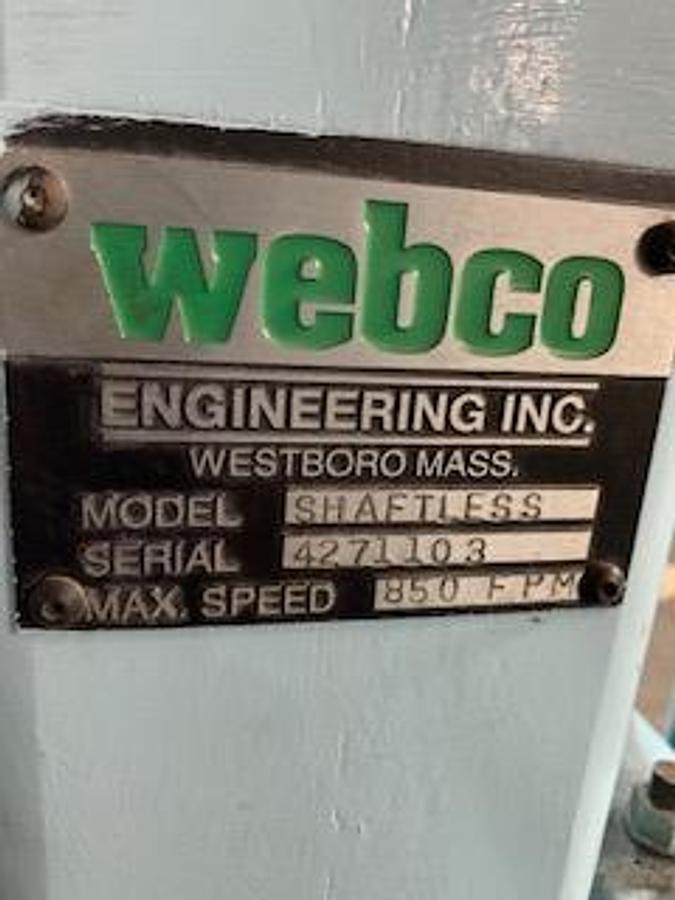 webco
ENGINEERING INC.
WESTBORO MASS.
MODEL SHAFTLESS
SERIAL 4271103
MAX. SPEED 850 FPM